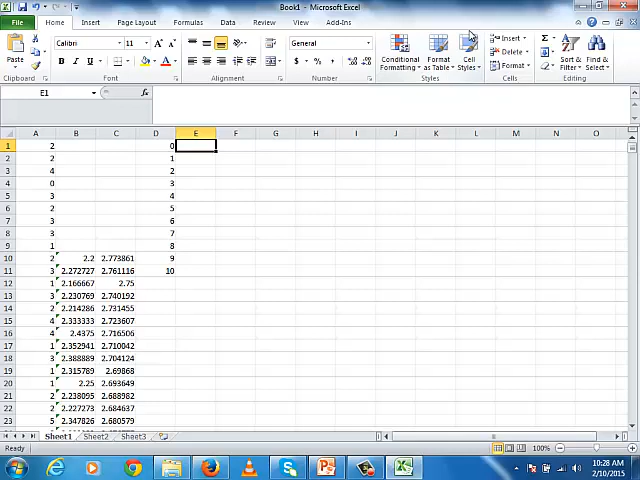 Book1 - Microsoft Excel
File Home Insert Page Layout Formulas Data Review View Add-Ins
Calibri 11 A A General Insert
Paste B I U $ % , Conditional Format Cell Delete Sort & Find &
Formatting as Table Styles Format Filter Select
Clipboard Font Alignment Number Styles Cells Editing
E1 fx
A B C D E F G H I J K L M N O
1 2 0
2 2 1
3 4 2
4 0 3
5 3 4
6 2 5
7 3 6
8 3 7
9 1 8
10 2 2.2 2.773861 9
11 3 2.272727 2.761116 10
12 1 2.166667 2.75
13 3 2.230769 2.740192
14 2 2.214286 2.731455
15 4 2.333333 2.723607
16 4 2.4375 2.716506
17 1 2.352941 2.710042
18 3 2.388889 2.704124
19 1 2.315789 2.69868
20 1 2.25 2.693649
21 2 2.238095 2.688982
22 2 2.227273 2.684637
23 5 2.347826 2.680579
Sheet1 Sheet2 Sheet3
Ready 100%
10:28 AM
2/10/2015